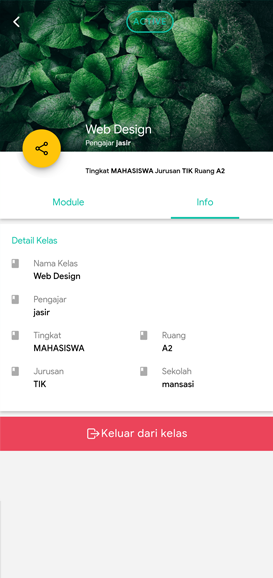 ACTIVE
Web Design
Pengajar jasir
Tingkat MAHASISWA Jurusan TIK Ruang A2
Module Info
Detail Kelas
Nama Kelas
Web Design
Pengajar
jasir
Tingkat Ruang
MAHASISWA A2
Jurusan Sekolah
TIK mansasi
Keluar dari kelas